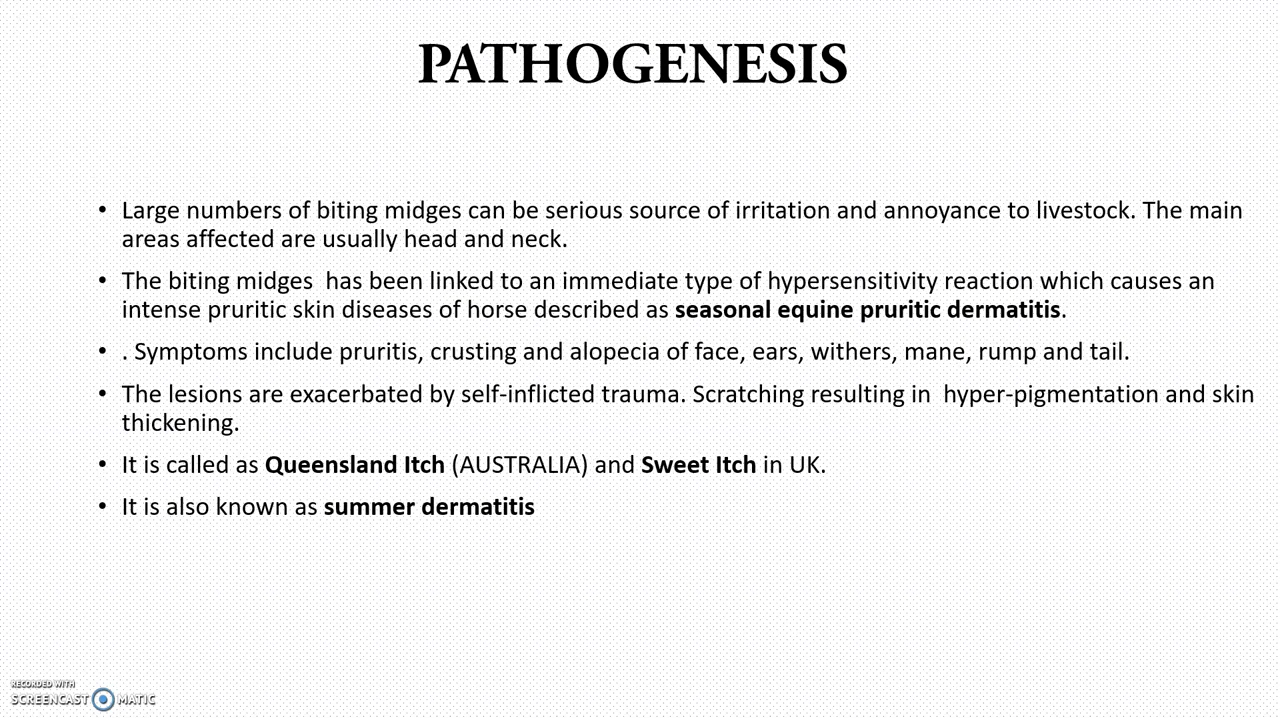 PATHOGENESIS
• Large numbers of biting midges can be serious source of irritation and annoyance to livestock. The main
areas affected are usually head and neck.
• The biting midges  has been linked to an immediate type of hypersensitivity reaction which causes an
intense pruritic skin diseases of horse described as seasonal equine pruritic dermatitis.
• . Symptoms include pruritis, crusting and alopecia of face, ears, withers, mane, rump and tail.
• The lesions are exacerbated by self-inflicted trauma. Scratching resulting in  hyper-pigmentation and skin
thickening.
• It is called as Queensland Itch (AUSTRALIA) and Sweet Itch in UK.
• It is also known as summer dermatitis
RECORDED WITH
SCREENCAST MATIC